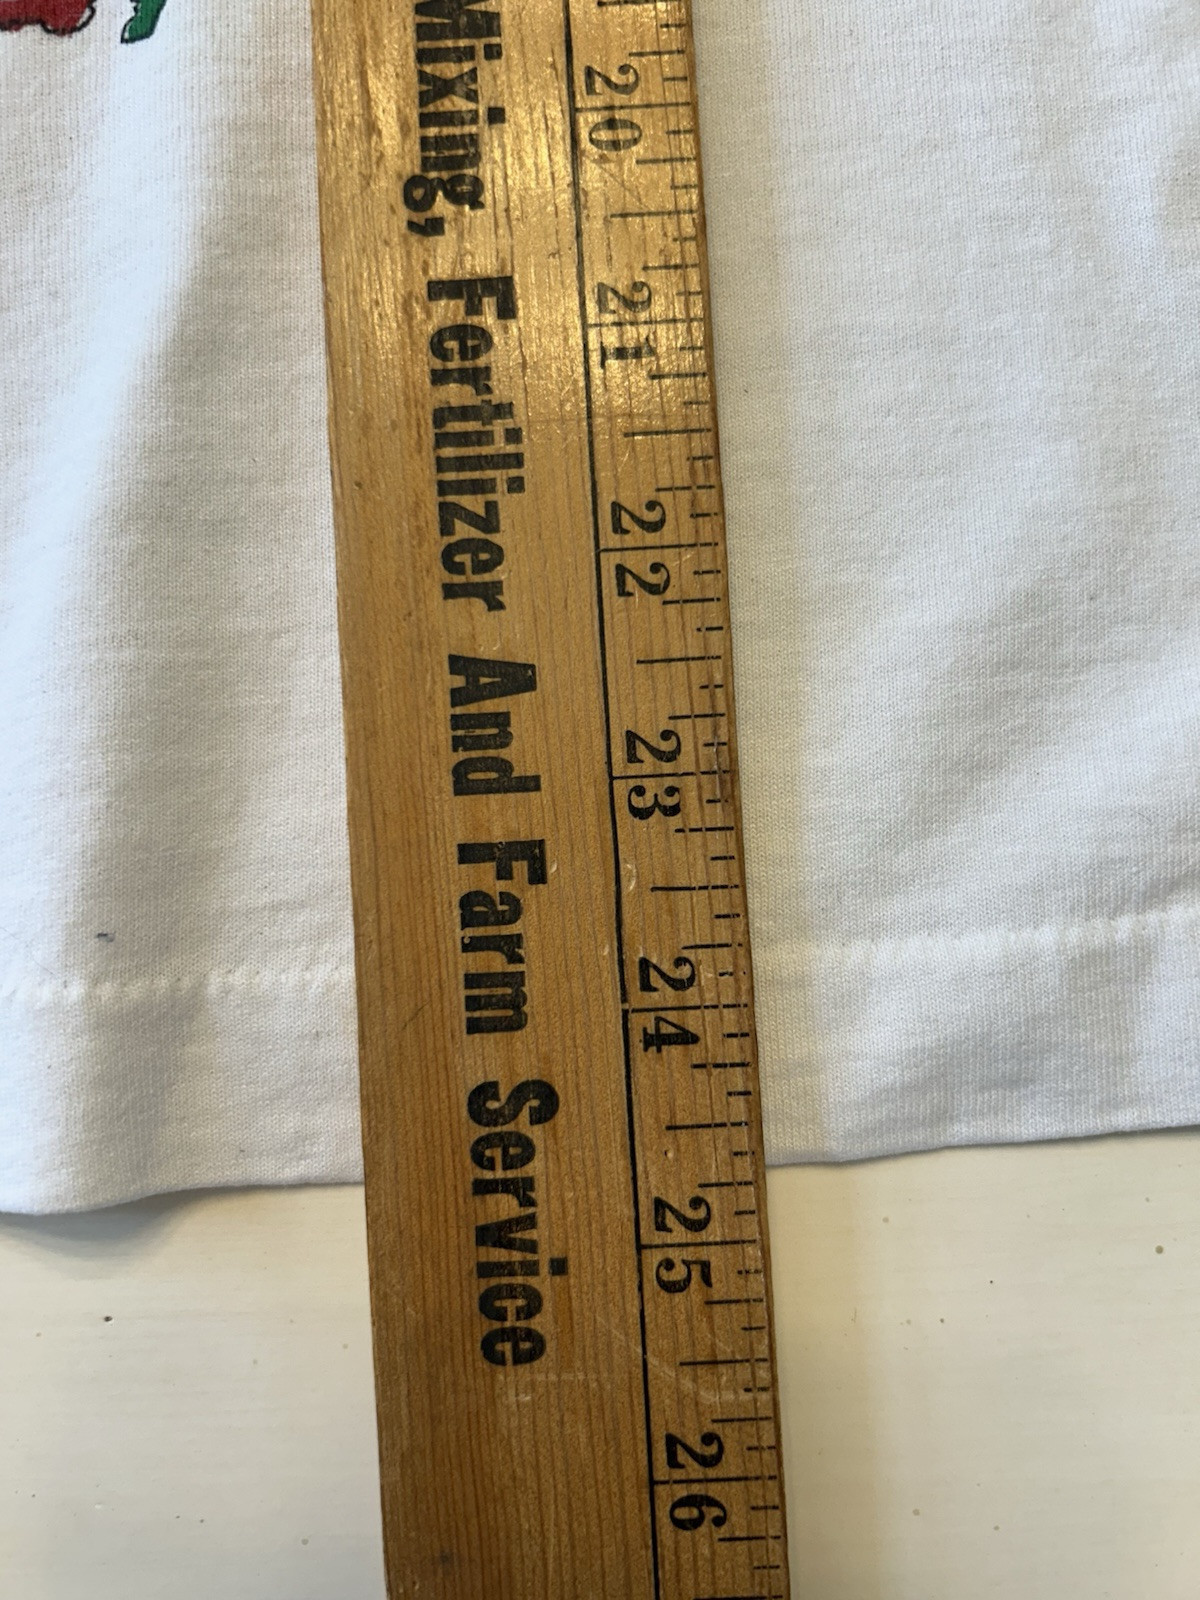 Mixing, Fertilizer And Farm Service
20 21 22 23 24 25 26